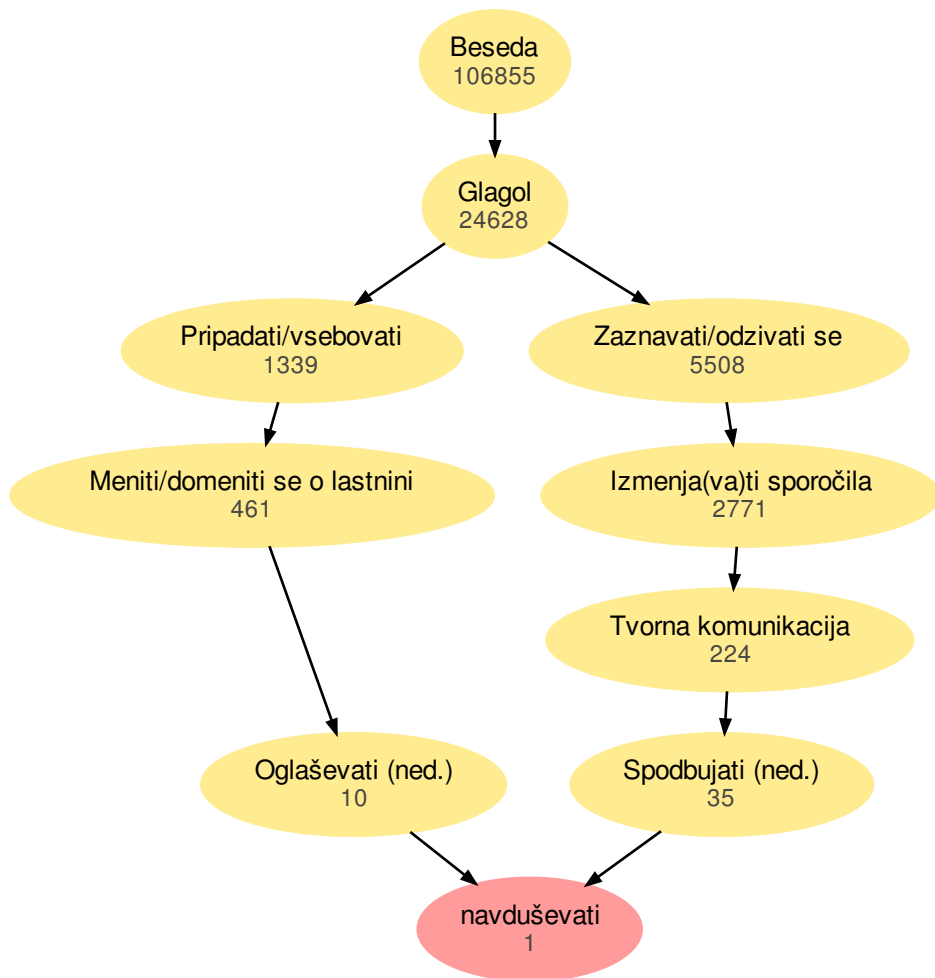 Beseda
106855
Glagol
24628
Pripadati/vsebovati
1339
Zaznavati/odzivati se
5508
Meniti/domeniti se o lastnini
461
Izmenja(va)ti sporočila
2771
Tvorna komunikacija
224
Oglaševati (ned.)
10
Spodbujati (ned.)
35
navduševati
1